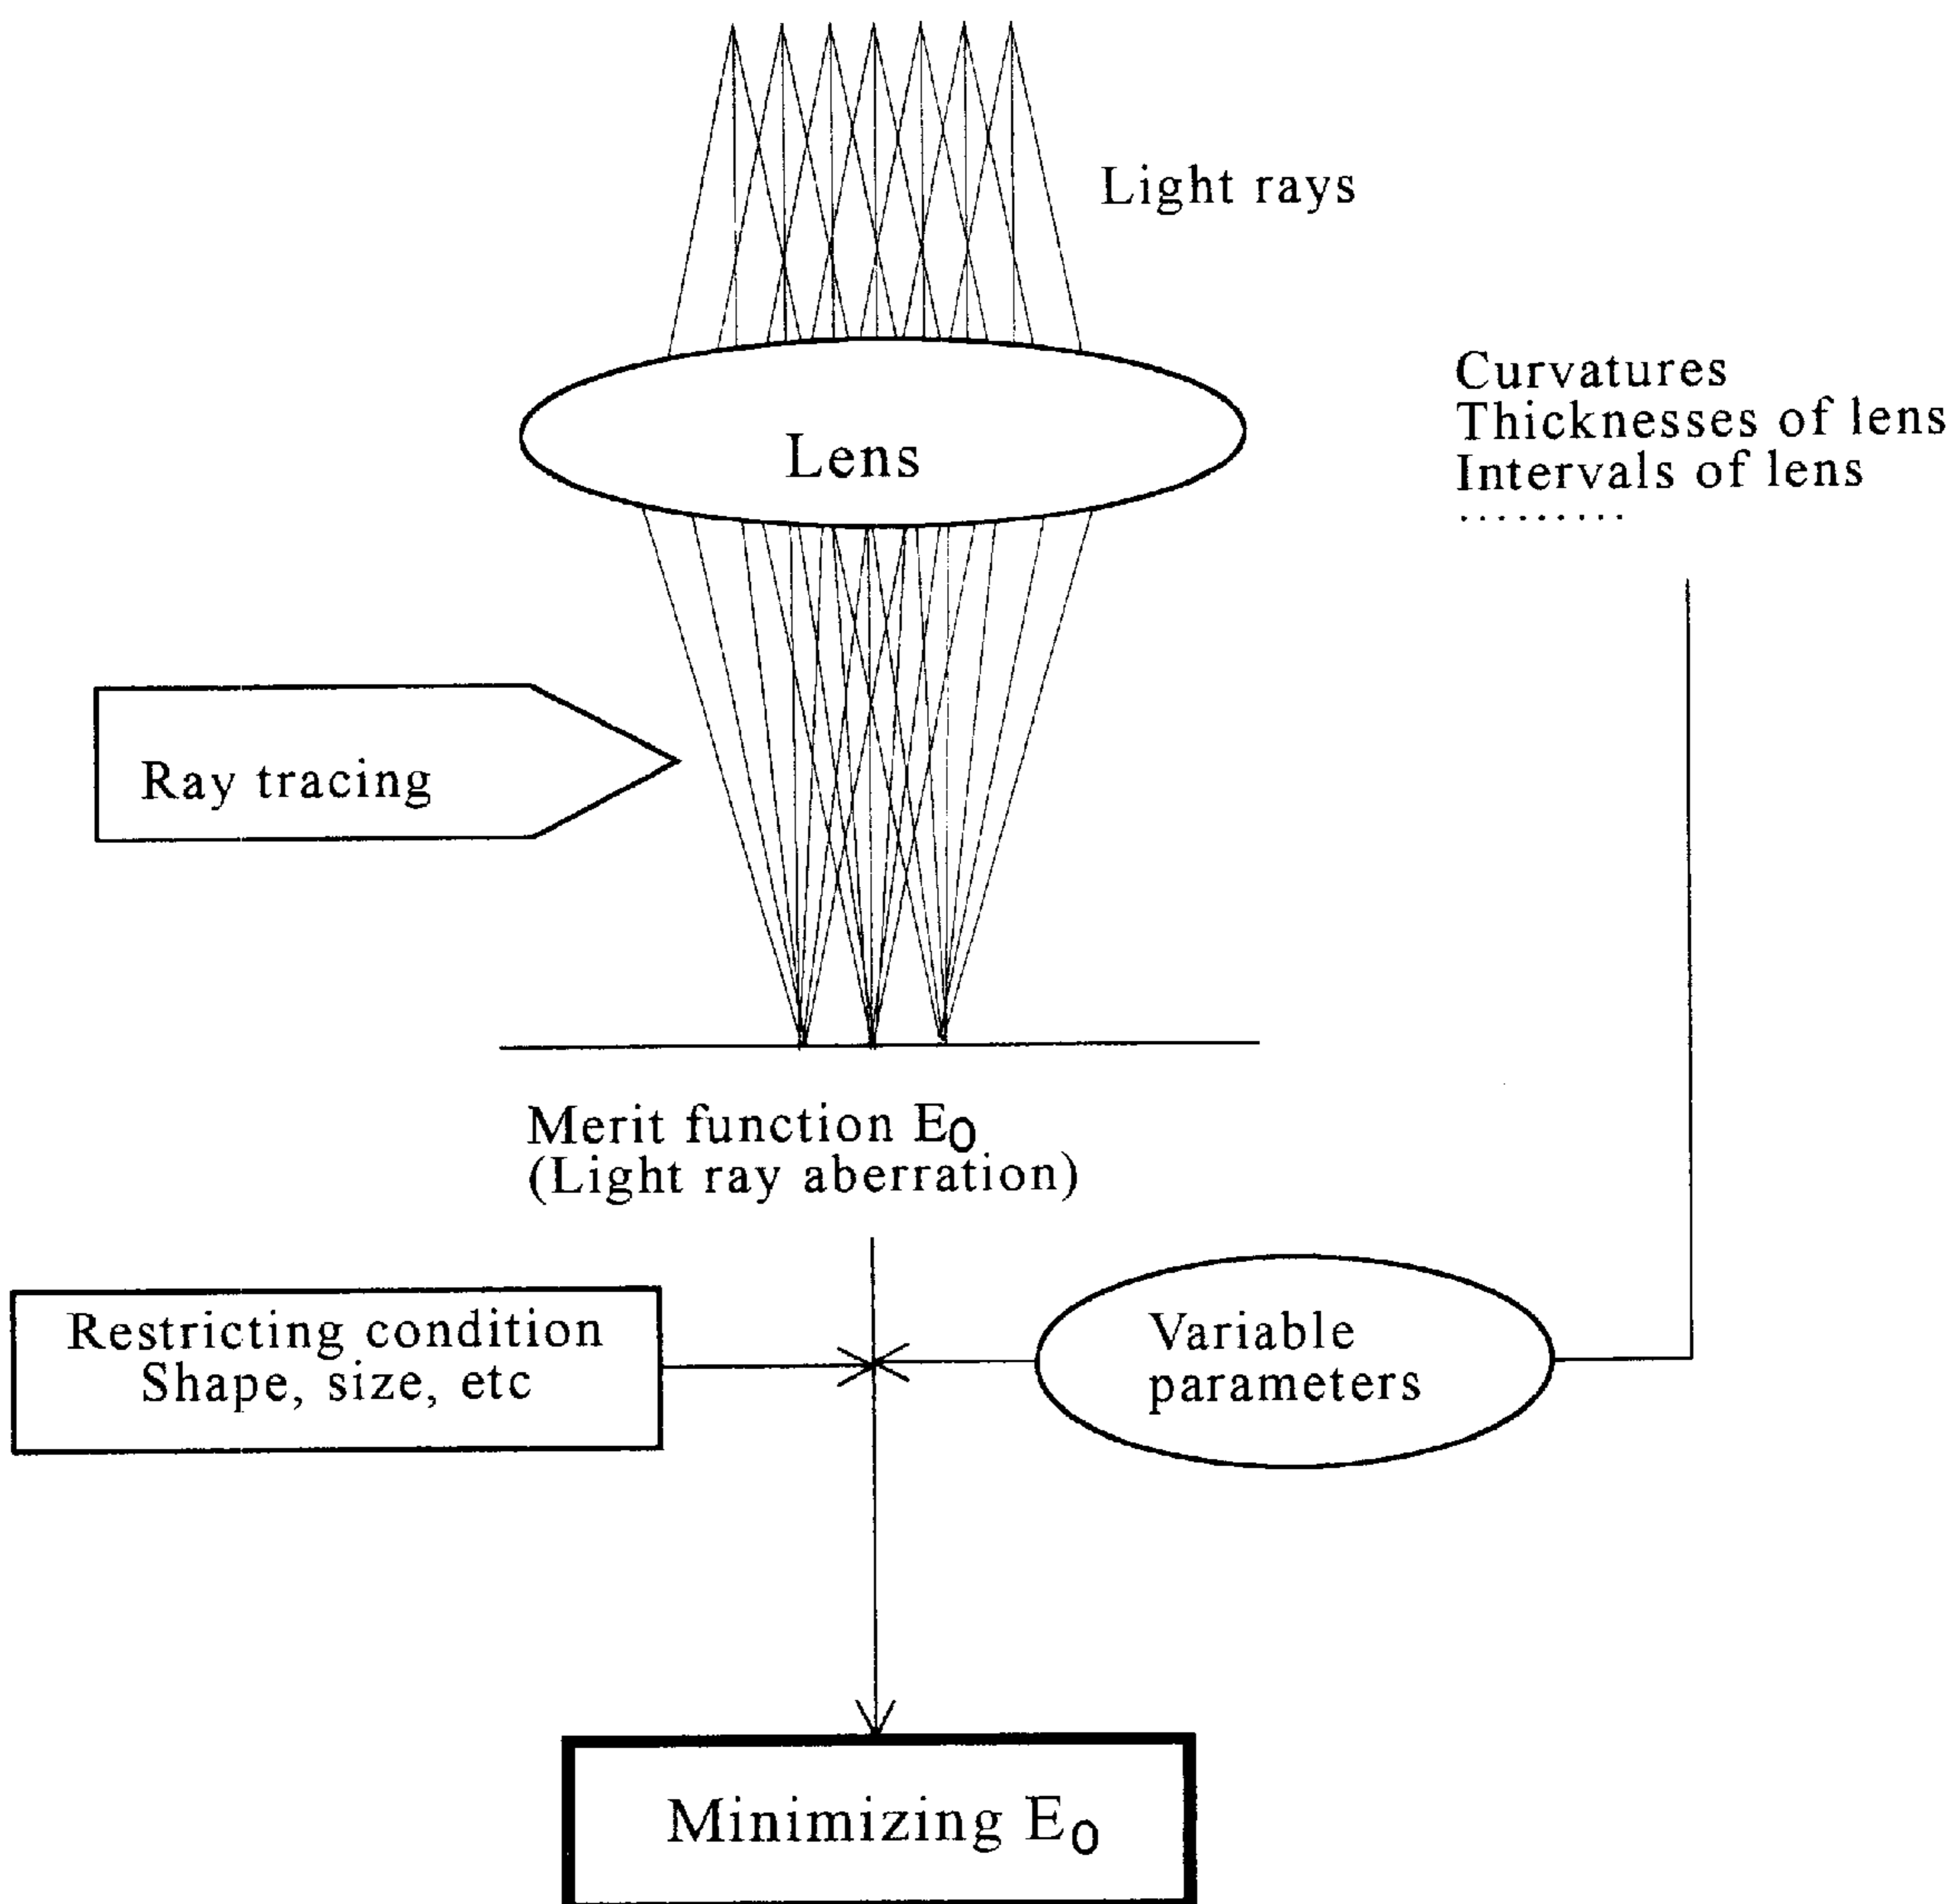 Light rays
Lens
Curvatures
Thicknesses of lens
Intervals of lens
.........
Ray tracing
Merit function E0
(Light ray aberration)
Restricting condition
Shape, size, etc
Variable
parameters
Minimizing E0